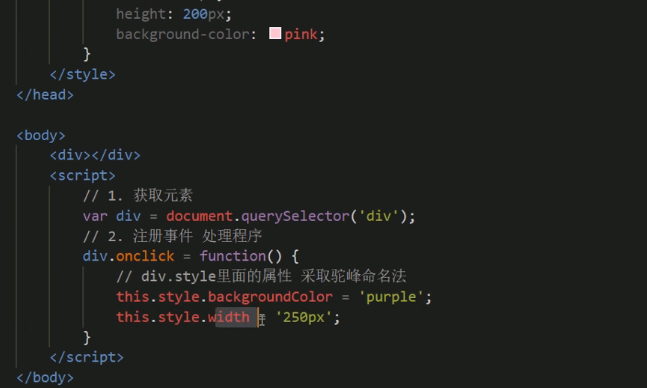 height: 200px;
background-color: pink;
}
</style>
</head>
<body>
<div></div>
<script>
// 1. 获取元素
var div = document.querySelector('div');
// 2. 注册事件 处理程序
div.onclick = function() {
// div.style里面的属性 采取驼峰命名法
this.style.backgroundColor = 'purple';
this.style.width = '250px';
}
</script>
</body>